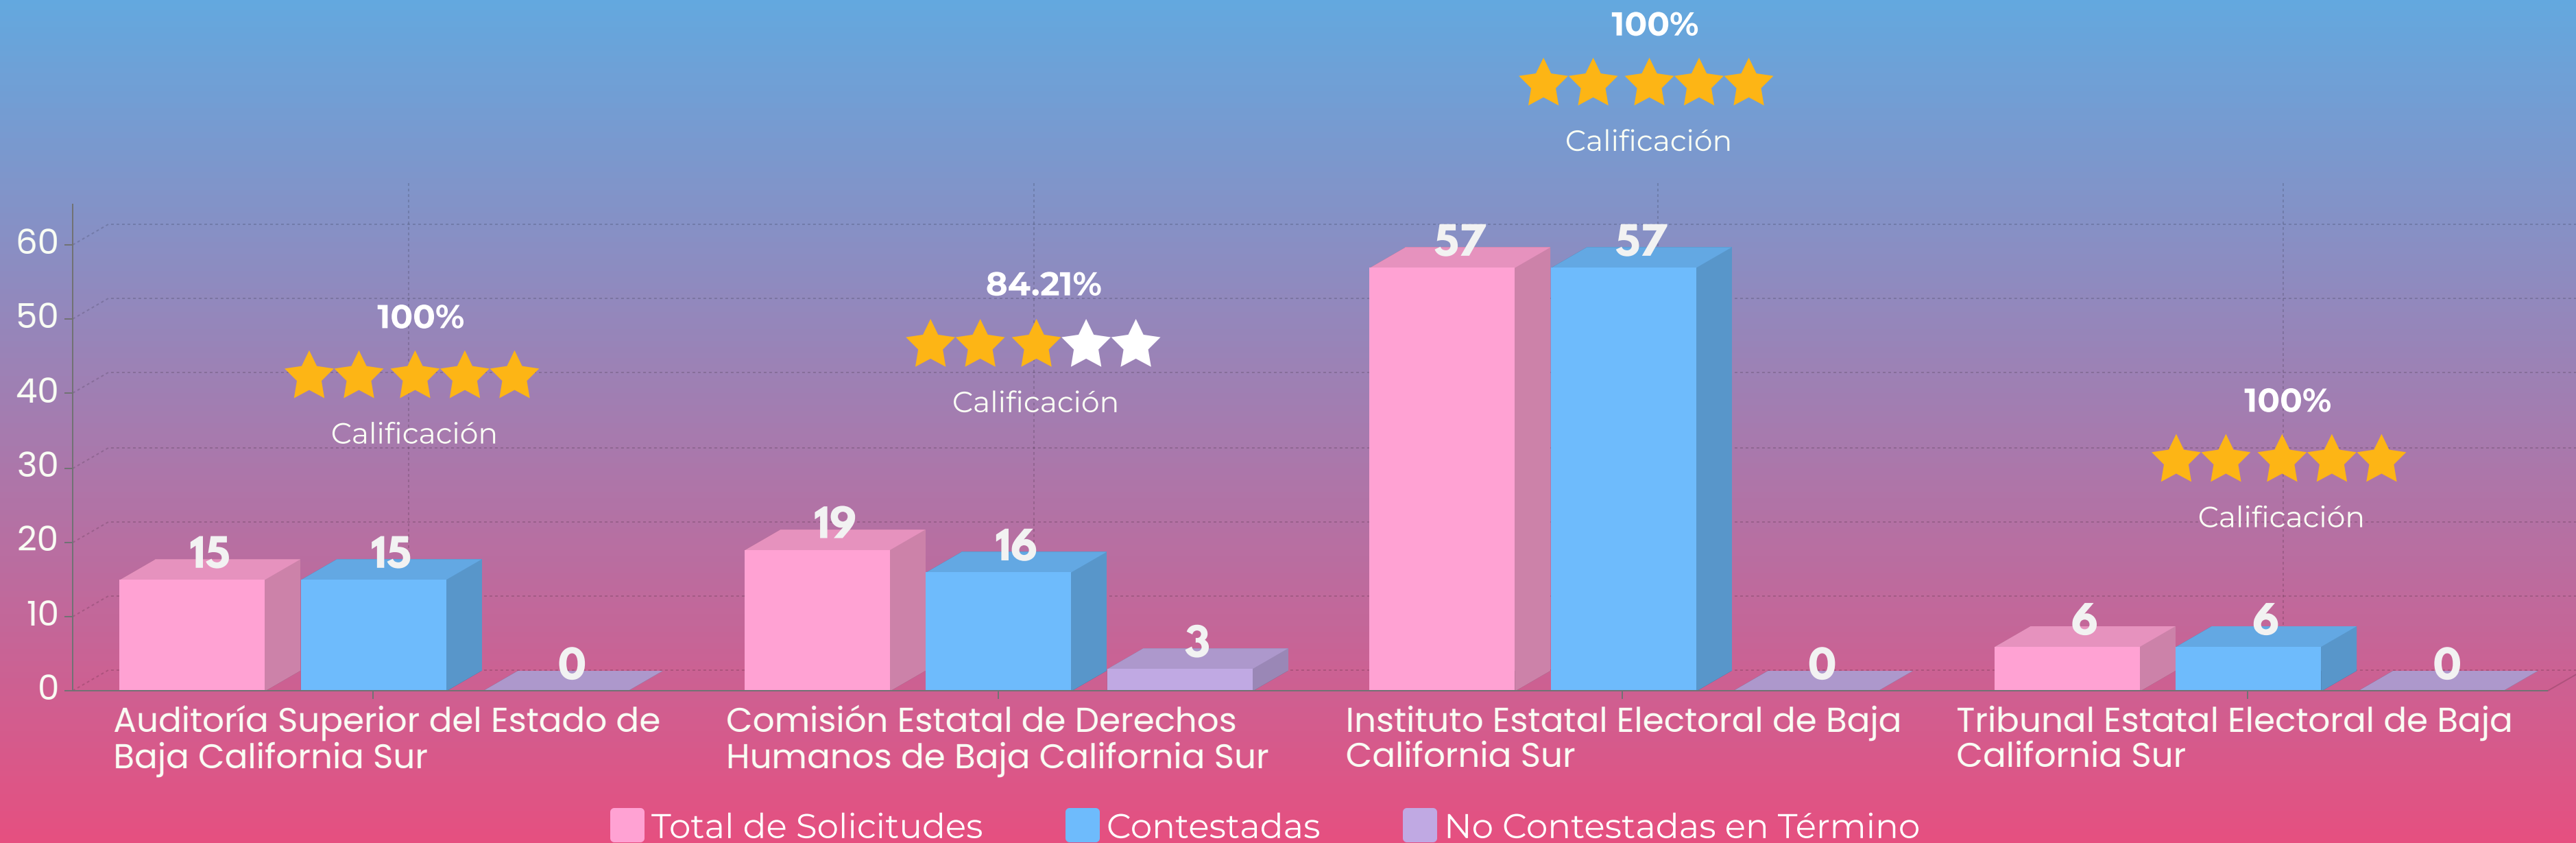 100%
Calificación
60
50
40
30
20
10
0
100%
Calificación
15
15
0
84.21%
Calificación
19
16
3
57
57
0
100%
Calificación
6
6
0
Auditoría Superior del Estado de
Baja California Sur
Comisión Estatal de Derechos
Humanos de Baja California Sur
Instituto Estatal Electoral de Baja
California Sur
Tribunal Estatal Electoral de Baja
California Sur
Total de Solicitudes
Contestadas
No Contestadas en Término